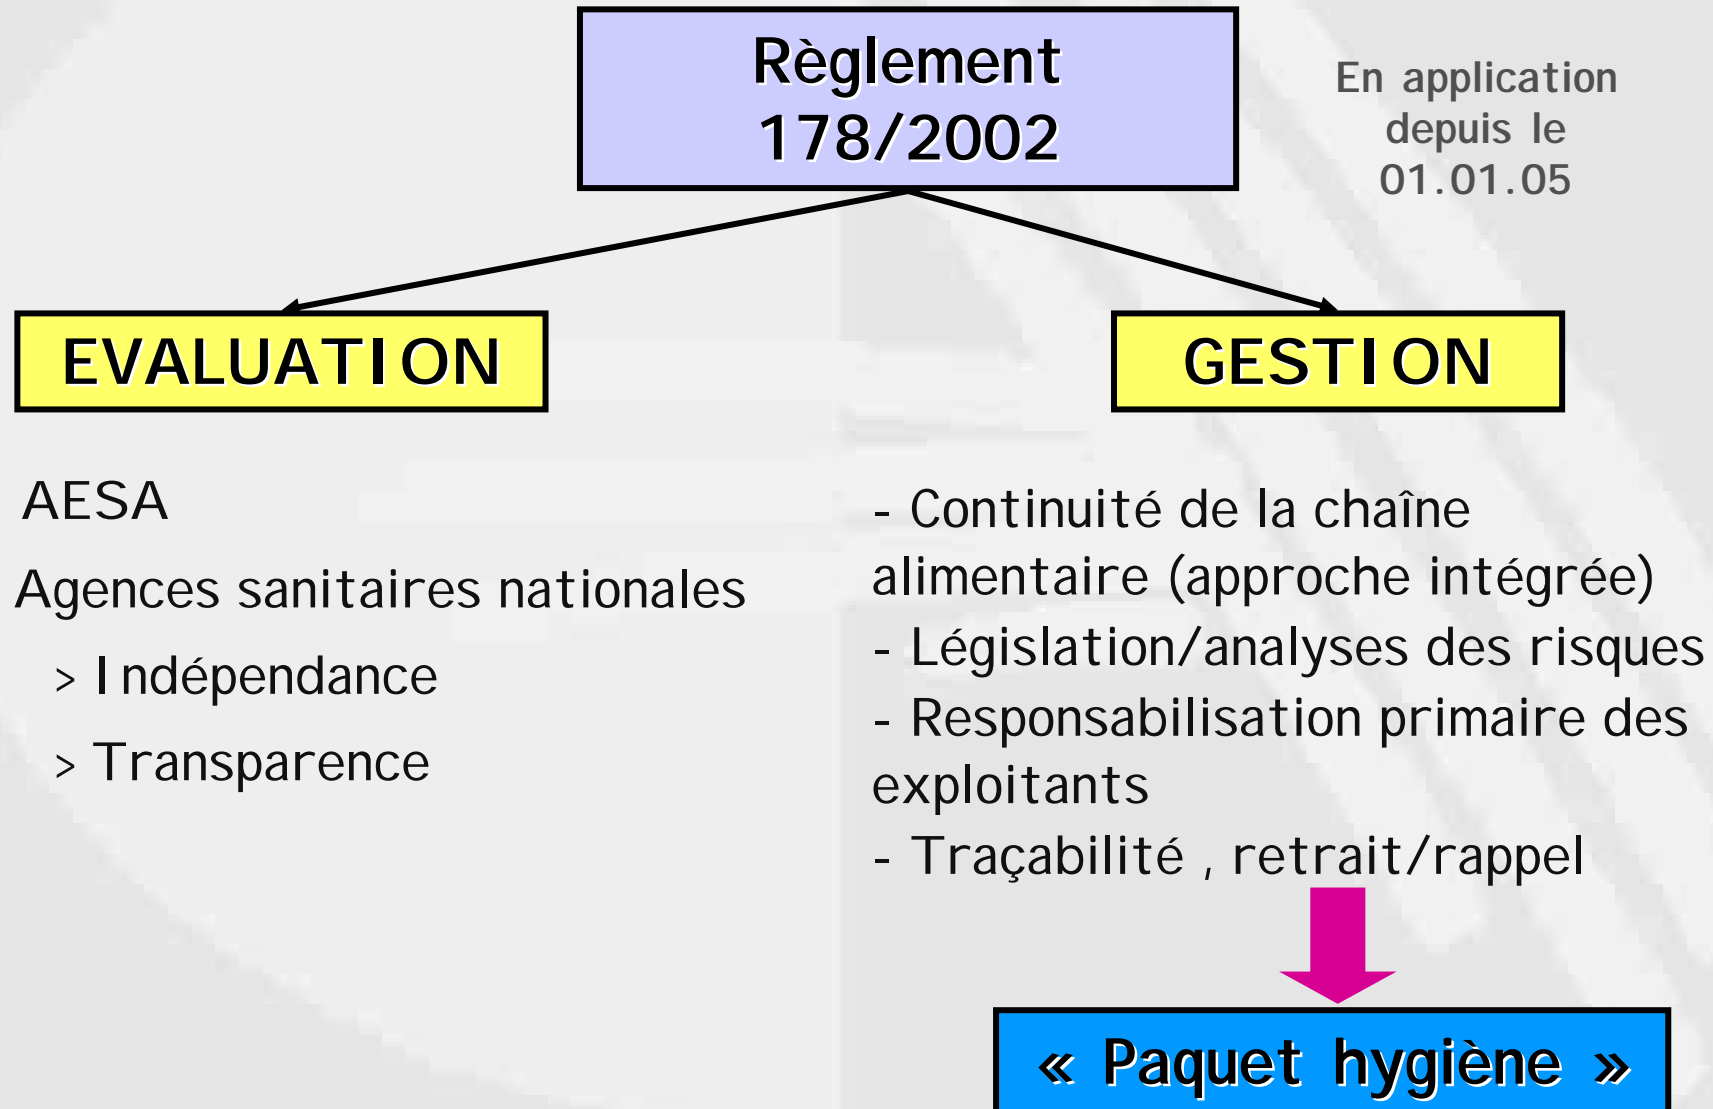 Règlement
178/2002
En application
depuis le
01.01.05
EVALUATION
GESTION
AESA
Agences sanitaires nationales
> Indépendance
> Transparence
- Continuité de la chaîne
alimentaire (approche intégrée)
- Législation/analyses des risques
- Responsabilisation primaire des
exploitants
- Traçabilité , retrait/rappel
« Paquet hygiène »